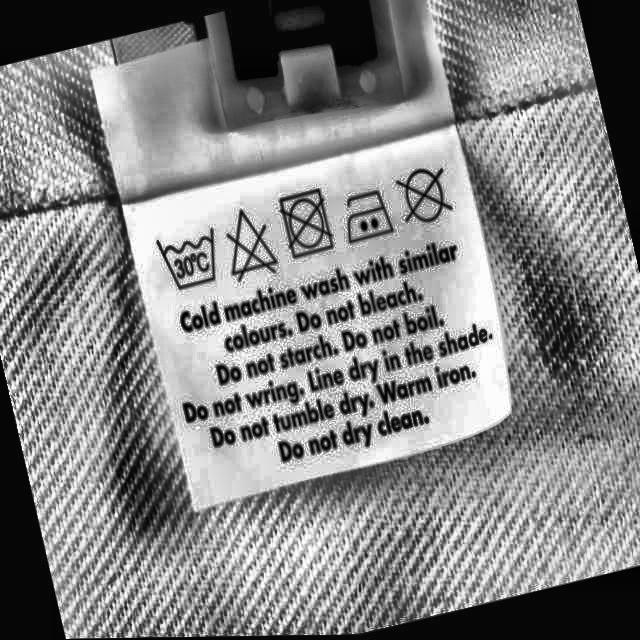 30°C
Cold machine wash with similar
colours. Do not bleach.
Do not starch. Do not boil.
Do not wring. Line dry in the shade.
Do not tumble dry. Warm iron.
Do not dry clean.